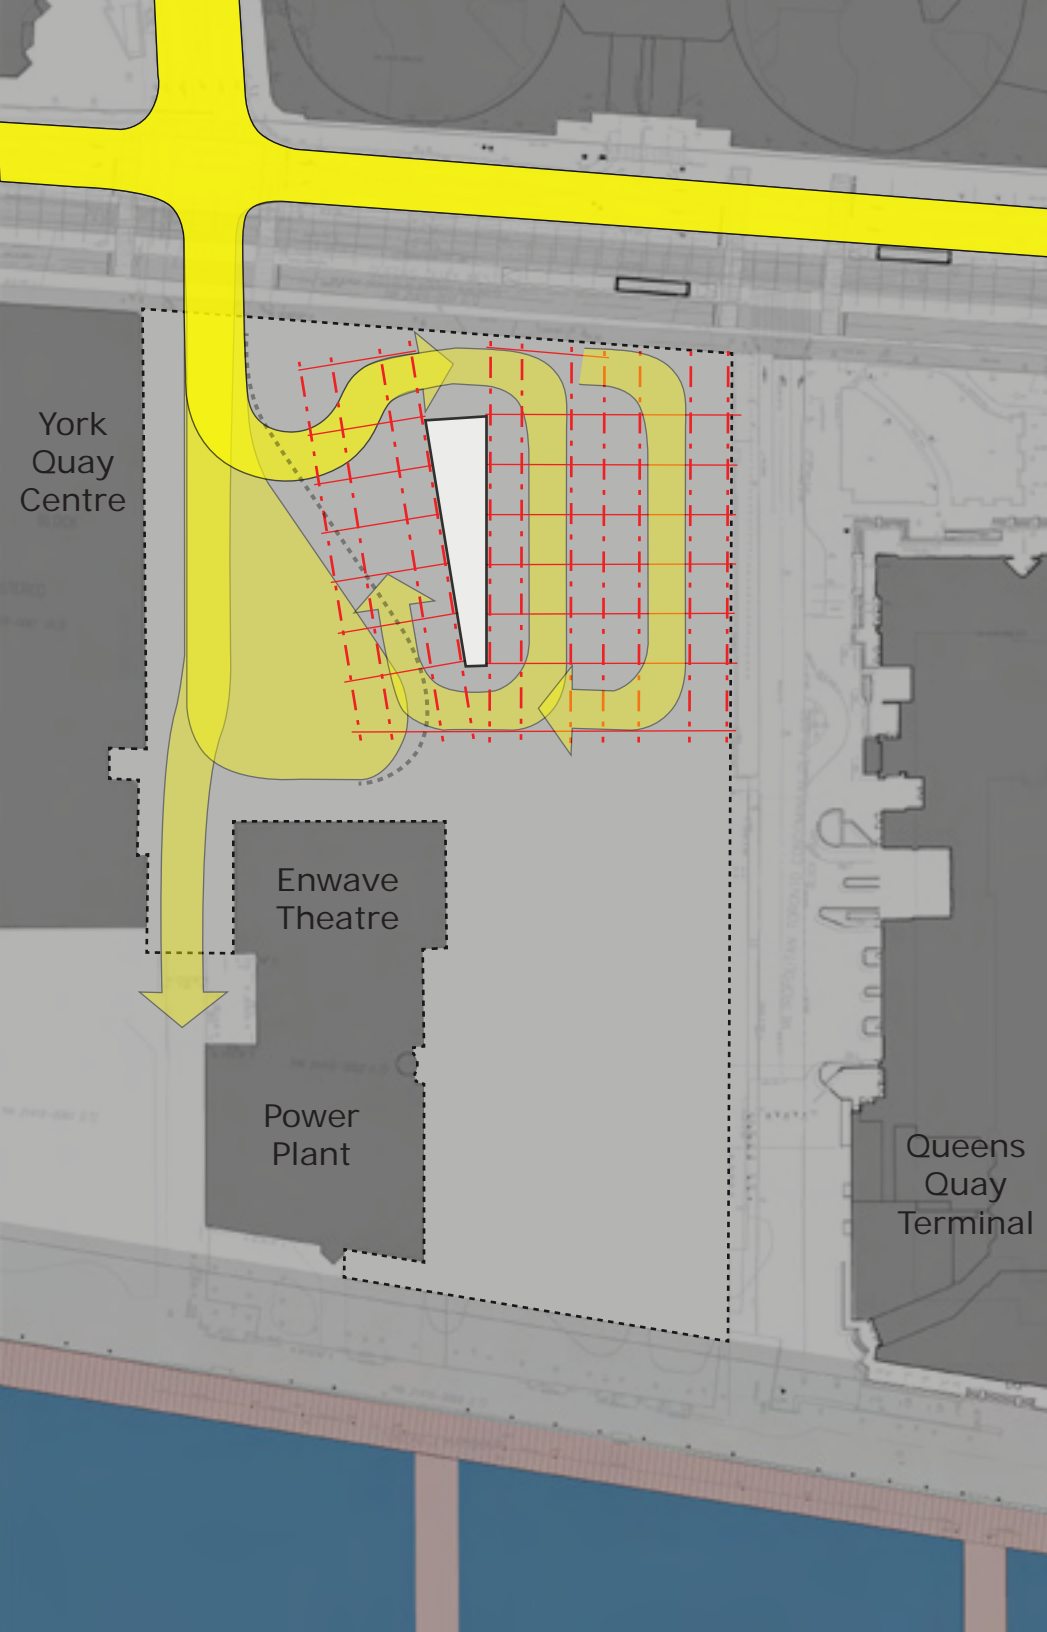 York
Quay
Centre
Enwave
Theatre
Power
Plant
Queens
Quay
Terminal